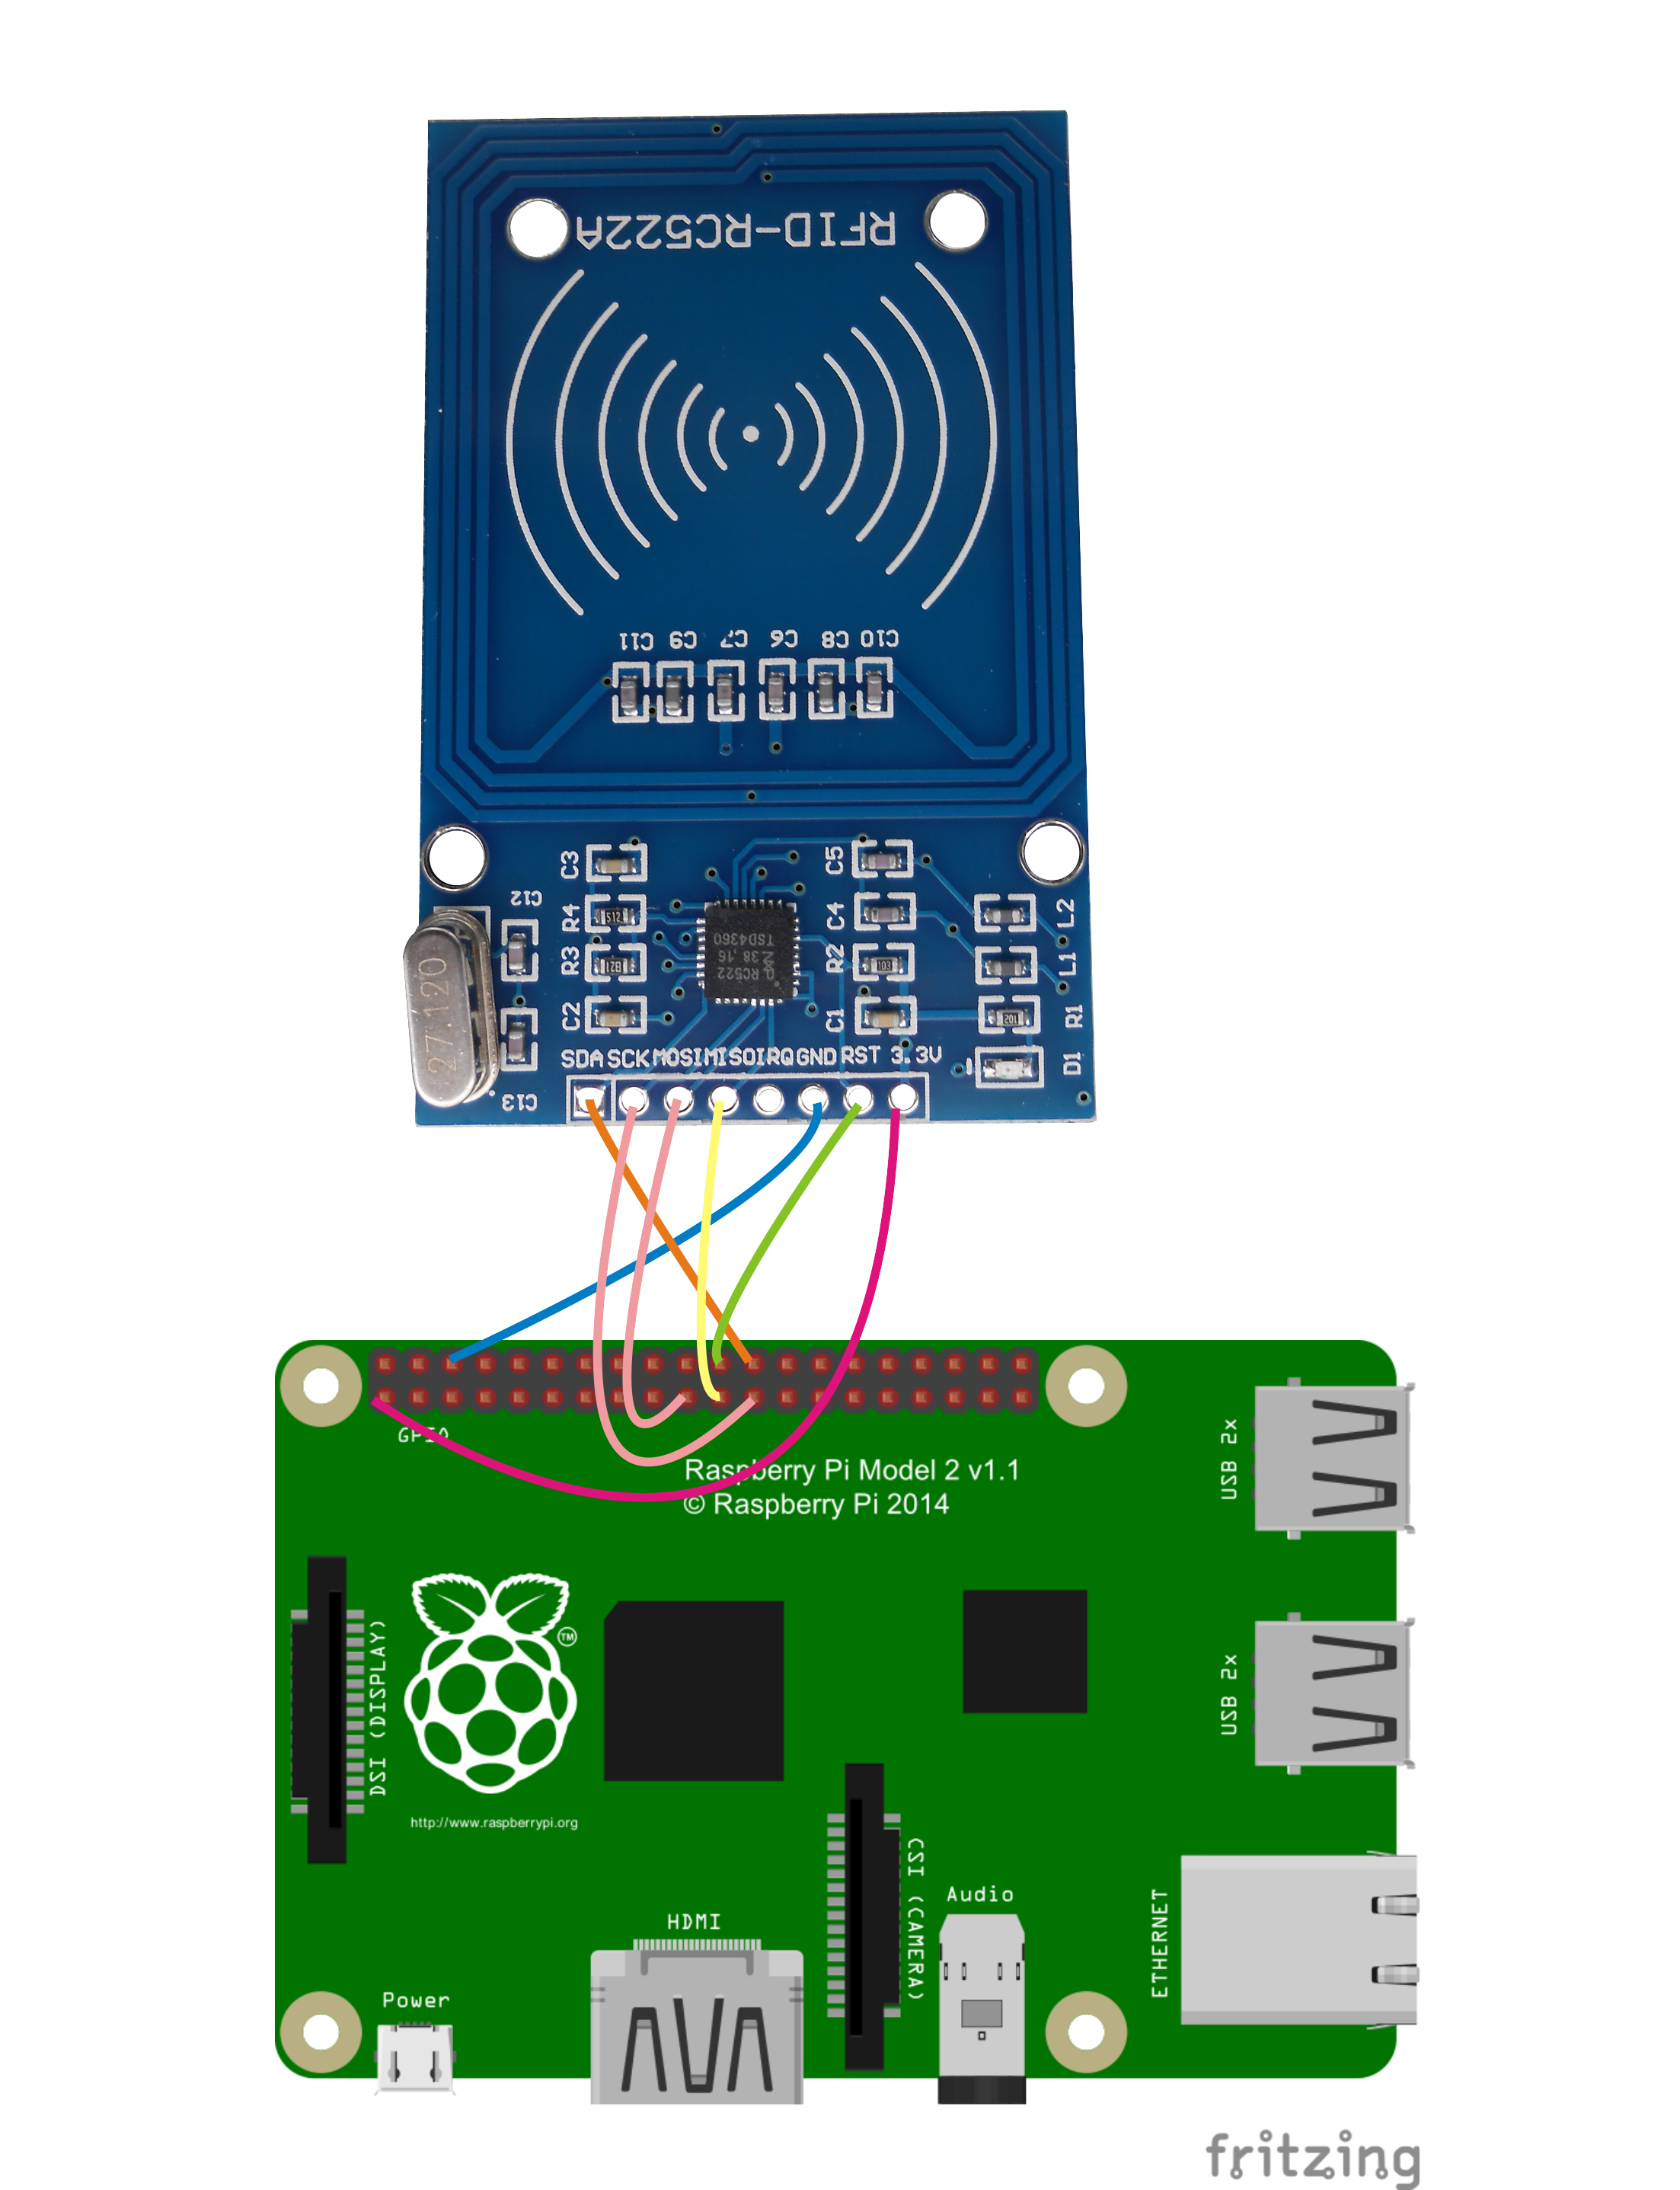 RFID-RC522A
C11 C9 C7 C6 C8 C10
C3
C5
C12
R4
512
C4
L2
TSD4360
38.16
RC522
R3
12B
R2
103
L1
27.120
C2
C1
201
R1
SDA SCK MOSI MISO IRQ GND RST 3.3V
D1
C13
GPIO
Raspberry Pi Model 2 v1.1
© Raspberry Pi 2014
USB 2x
DSI (DISPLAY)
TM
USB 2x
http://www.raspberrypi.org
CSI (CAMERA)
Audio
ETHERNET
HDMI
Power
fritzing